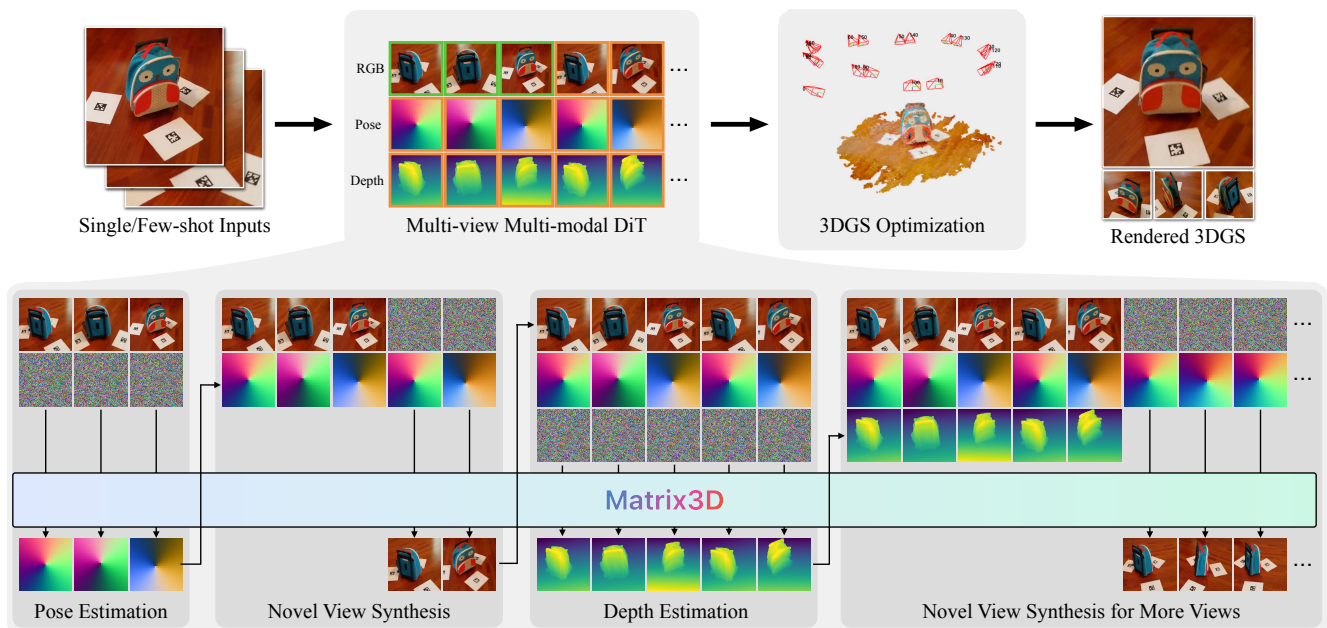 RGB
Pose
Depth
...
...
...
Single/Few-shot Inputs
Multi-view Multi-modal DiT
3DGS Optimization
Rendered 3DGS
...
...
Matrix3D
...
Pose Estimation
Novel View Synthesis
Depth Estimation
Novel View Synthesis for More Views